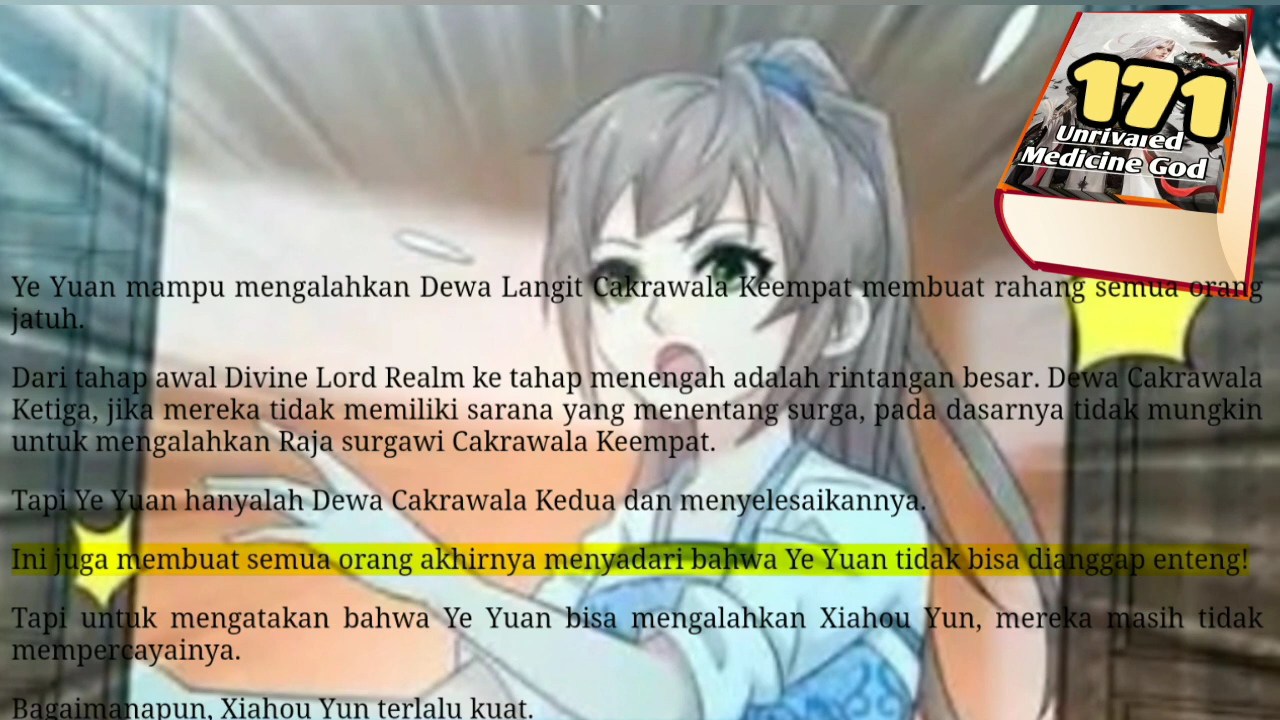 171
Unrivaled
Medicine God
Ye Yuan mampu mengalahkan Dewa Langit Cakrawala Keempat membuat rahang semua orang
jatuh.
Dari tahap awal Divine Lord Realm ke tahap menengah adalah rintangan besar. Dewa Cakrawala
Ketiga, jika mereka tidak memiliki sarana yang menentang surga, pada dasarnya tidak mungkin
untuk mengalahkan Raja surgawi Cakrawala Keempat.
Tapi Ye Yuan hanyalah Dewa Cakrawala Kedua dan menyelesaikannya.
Ini juga membuat semua orang akhirnya menyadari bahwa Ye Yuan tidak bisa dianggap enteng!
Tapi untuk mengatakan bahwa Ye Yuan bisa mengalahkan Xiahou Yun, mereka masih tidak
mempercayainya.
Bagaimanapun, Xiahou Yun terlalu kuat.